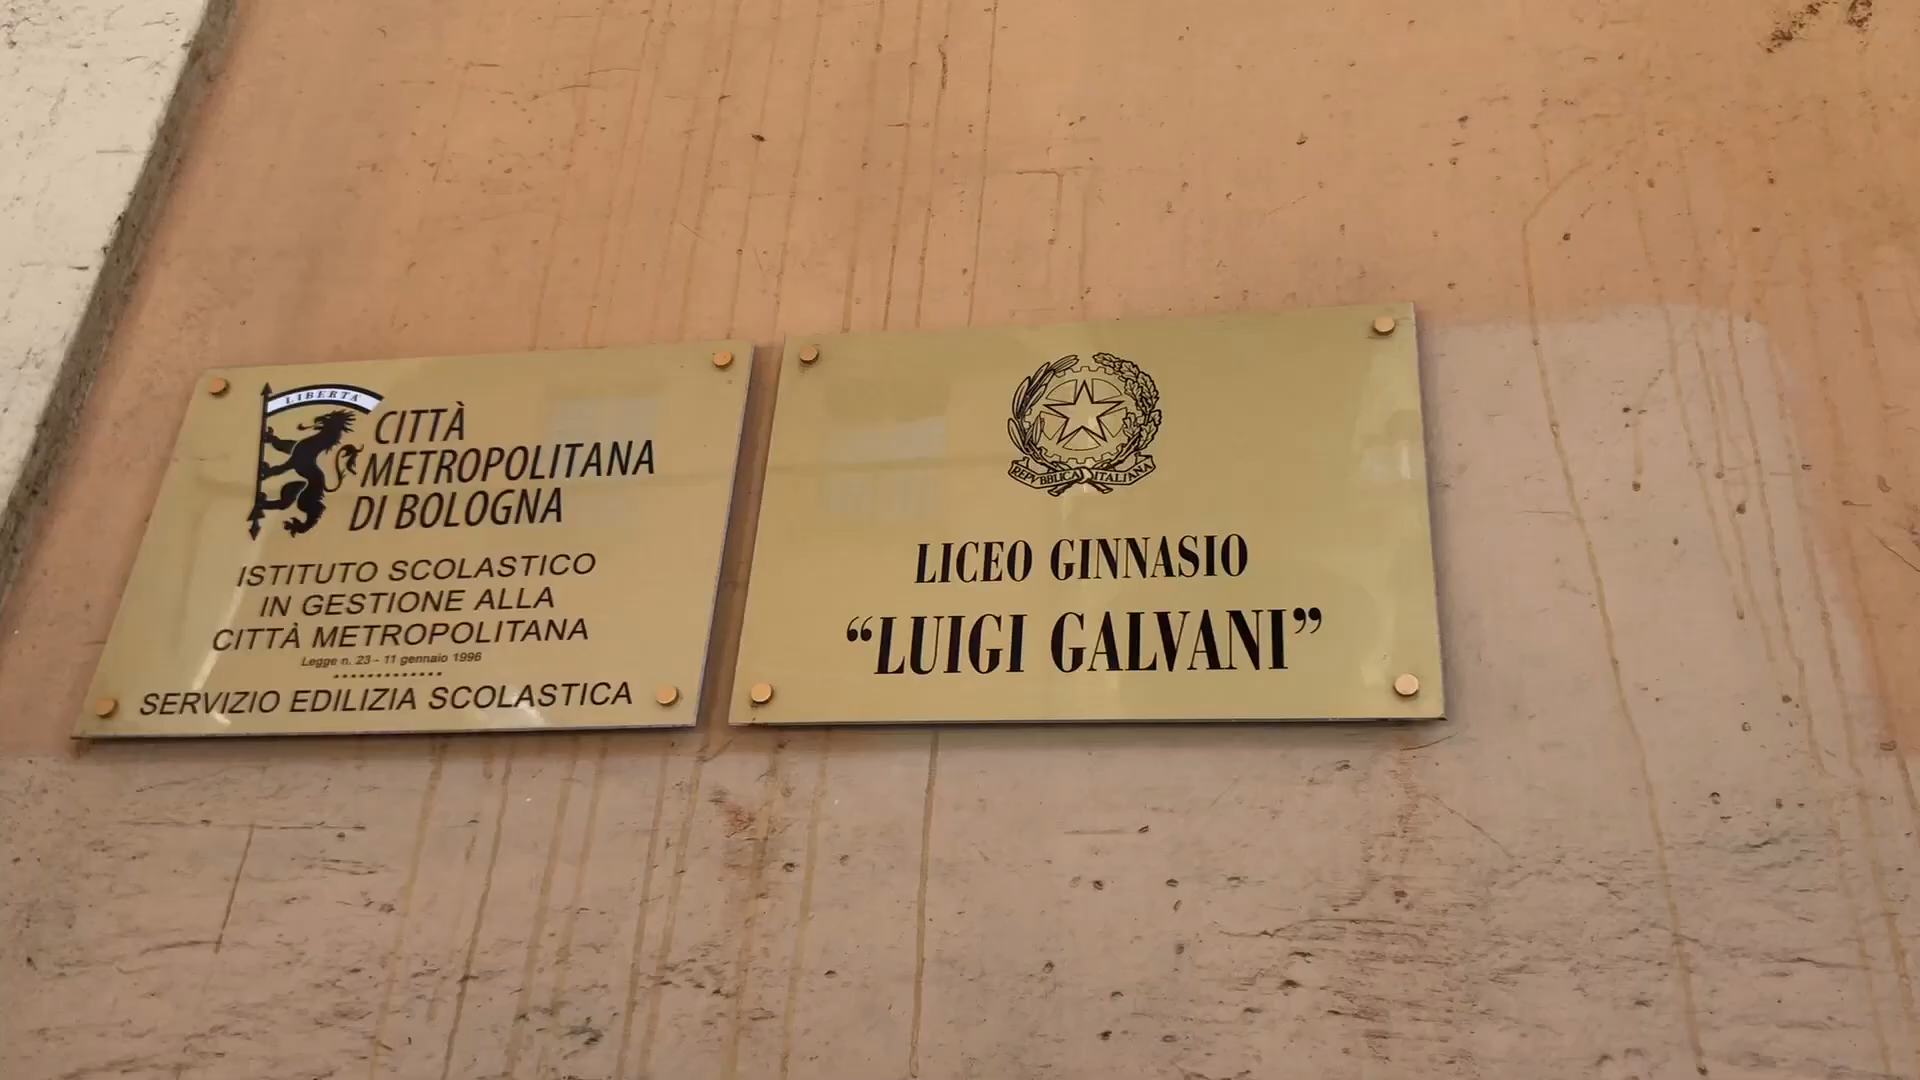 LIBERTÀ
CITTÀ
METROPOLITANA
DI BOLOGNA
ISTITUTO SCOLASTICO
IN GESTIONE ALLA
CITTÀ METROPOLITANA
Legge n. 23 - 11 gennaio 1996
SERVIZIO EDILIZIA SCOLASTICA
REPVBBLICA ITALIANA
LICEO GINNASIO
“LUIGI GALVANI”